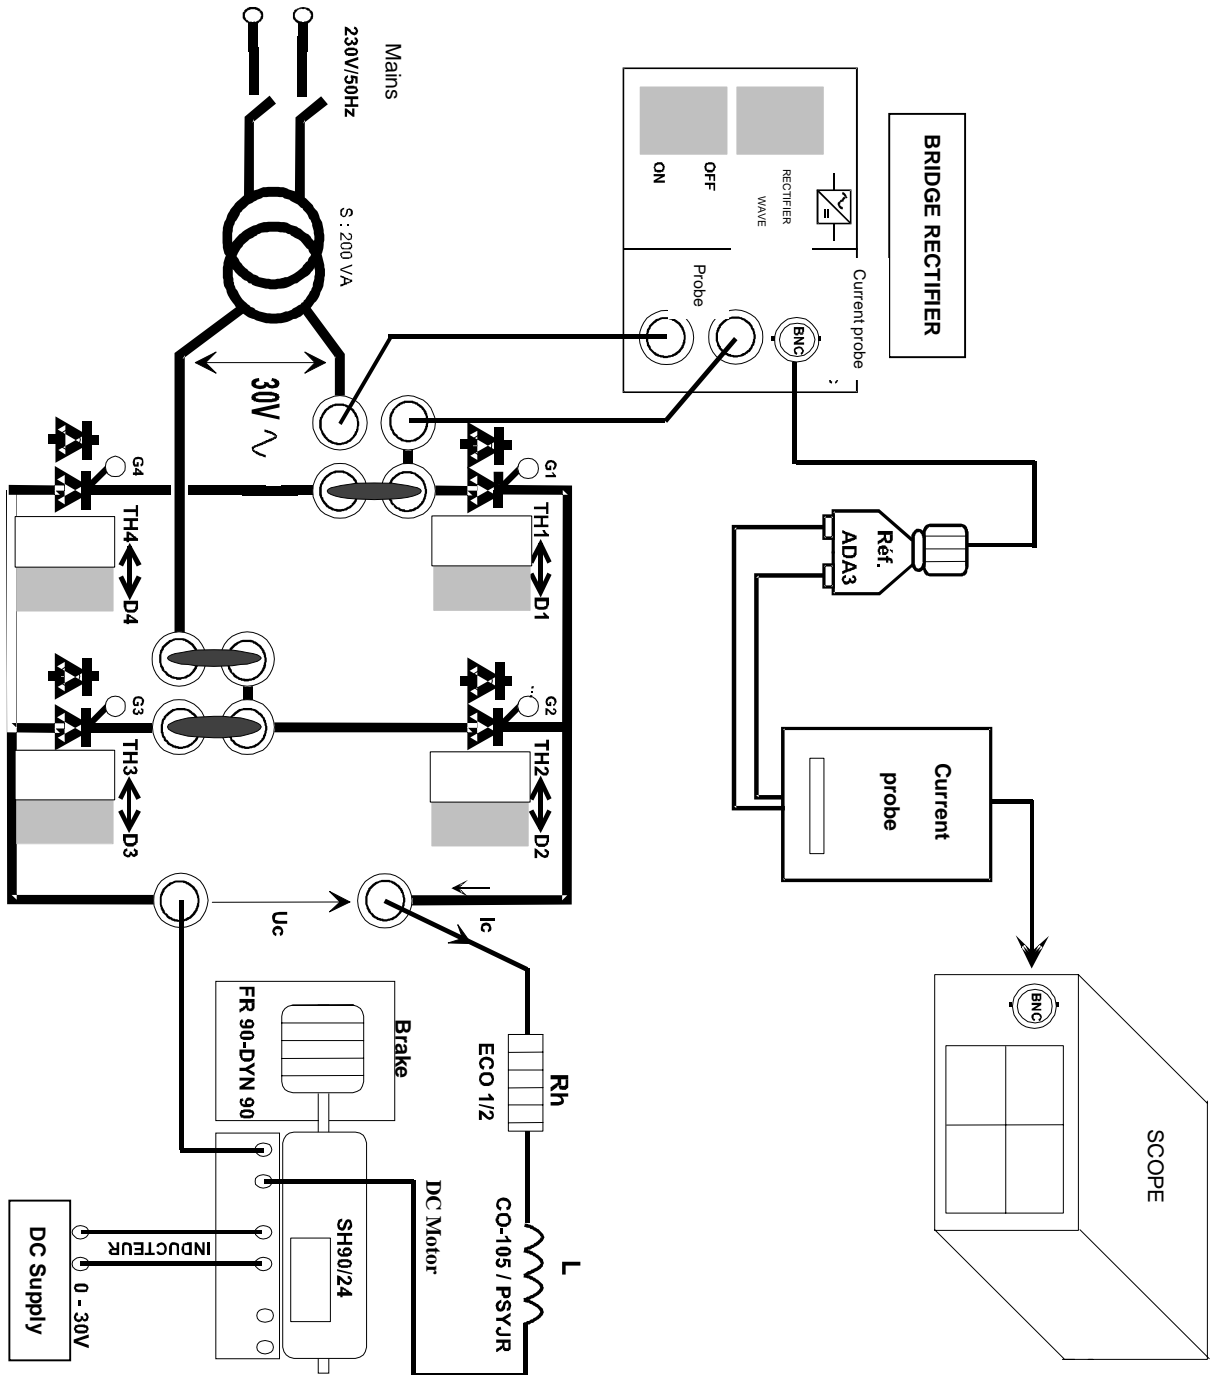 Mains
230V/50Hz
S : 200 VA
30V
BRIDGE RECTIFIER
RECTIFIER
WAVE
OFF
ON
Current probe
Probe
BNC
Réf.
ADA3
Current
probe
BNC
SCOPE
G1
TH1
D1
G2
TH2
D2
G4
TH4
D4
G3
TH3
D3
Uc
Ic
Rh
ECO 1/2
L
CO-105 / PSYJR
Brake
FR 90-DYN 90
DC Motor
SH90/24
INDUCTEUR
0 - 30V
DC Supply